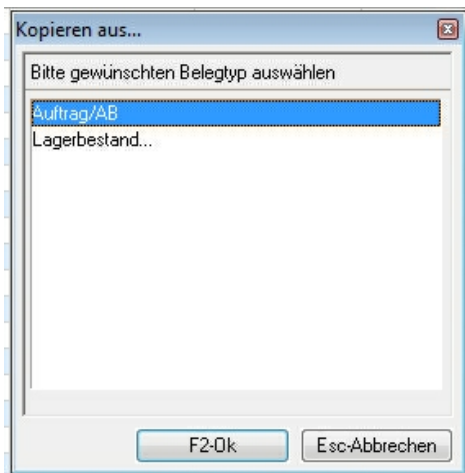 Kopieren aus...
Bitte gewünschten Belegtyp auswählen
Auftrag/AB
Lagerbestand...
F2-Ok
Esc-Abbrechen